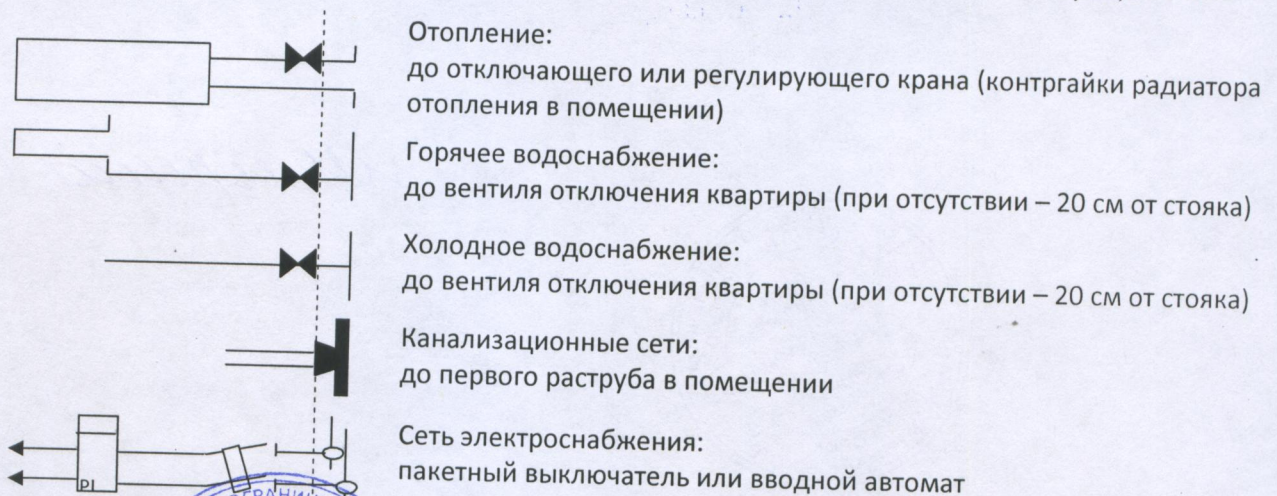 Отопление:
до отключающего или регулирующего крана (контргайки радиатора
отопления в помещении)
Горячее водоснабжение:
до вентиля отключения квартиры (при отсутствии – 20 см от стояка)
Холодное водоснабжение:
до вентиля отключения квартиры (при отсутствии – 20 см от стояка)
Канализационные сети:
до первого раструба в помещении
Сеть электроснабжения:
пакетный выключатель или вводной автомат
PI